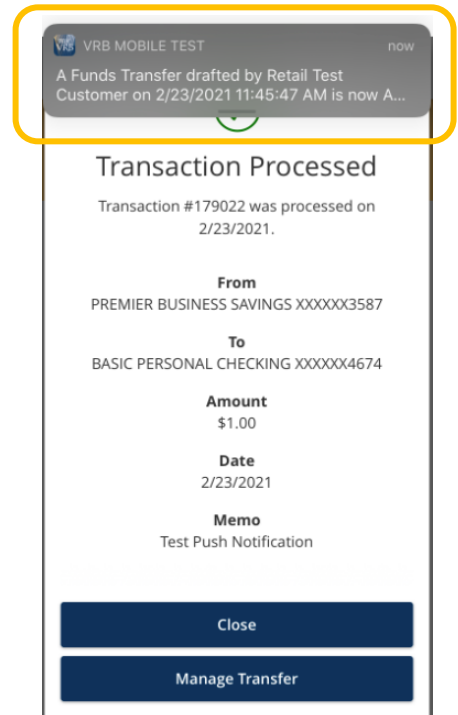 VRB
VRB MOBILE TEST now
A Funds Transfer drafted by Retail Test
Customer on 2/23/2021 11:45:47 AM is now A...
Transaction Processed
Transaction #179022 was processed on
2/23/2021.
From
PREMIER BUSINESS SAVINGS XXXXXX3587
To
BASIC PERSONAL CHECKING XXXXXX4674
Amount
$1.00
Date
2/23/2021
Memo
Test Push Notification
Close
Manage Transfer